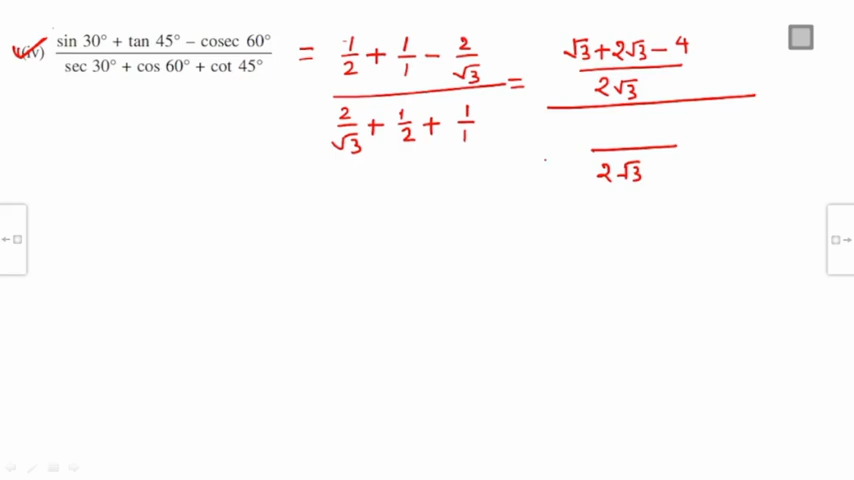 (iv) sin 30° + tan 45° – cosec 60° / sec 30° + cos 60° + cot 45°
= (1/2 + 1/1 − 2/√3) / (2/√3 + 1/2 + 1/1)
= ((√3 + 2√3 − 4) / 2√3) / ( / 2√3)